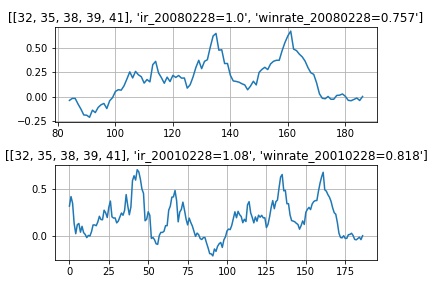 [[32, 35, 38, 39, 41], 'ir_20080228=1.0', 'winrate_20080228=0.757']
0.50
0.25
0.00
−0.25
80 100 120 140 160 180
[[32, 35, 38, 39, 41], 'ir_20010228=1.08', 'winrate_20010228=0.818']
0.5
0.0
0 25 50 75 100 125 150 175